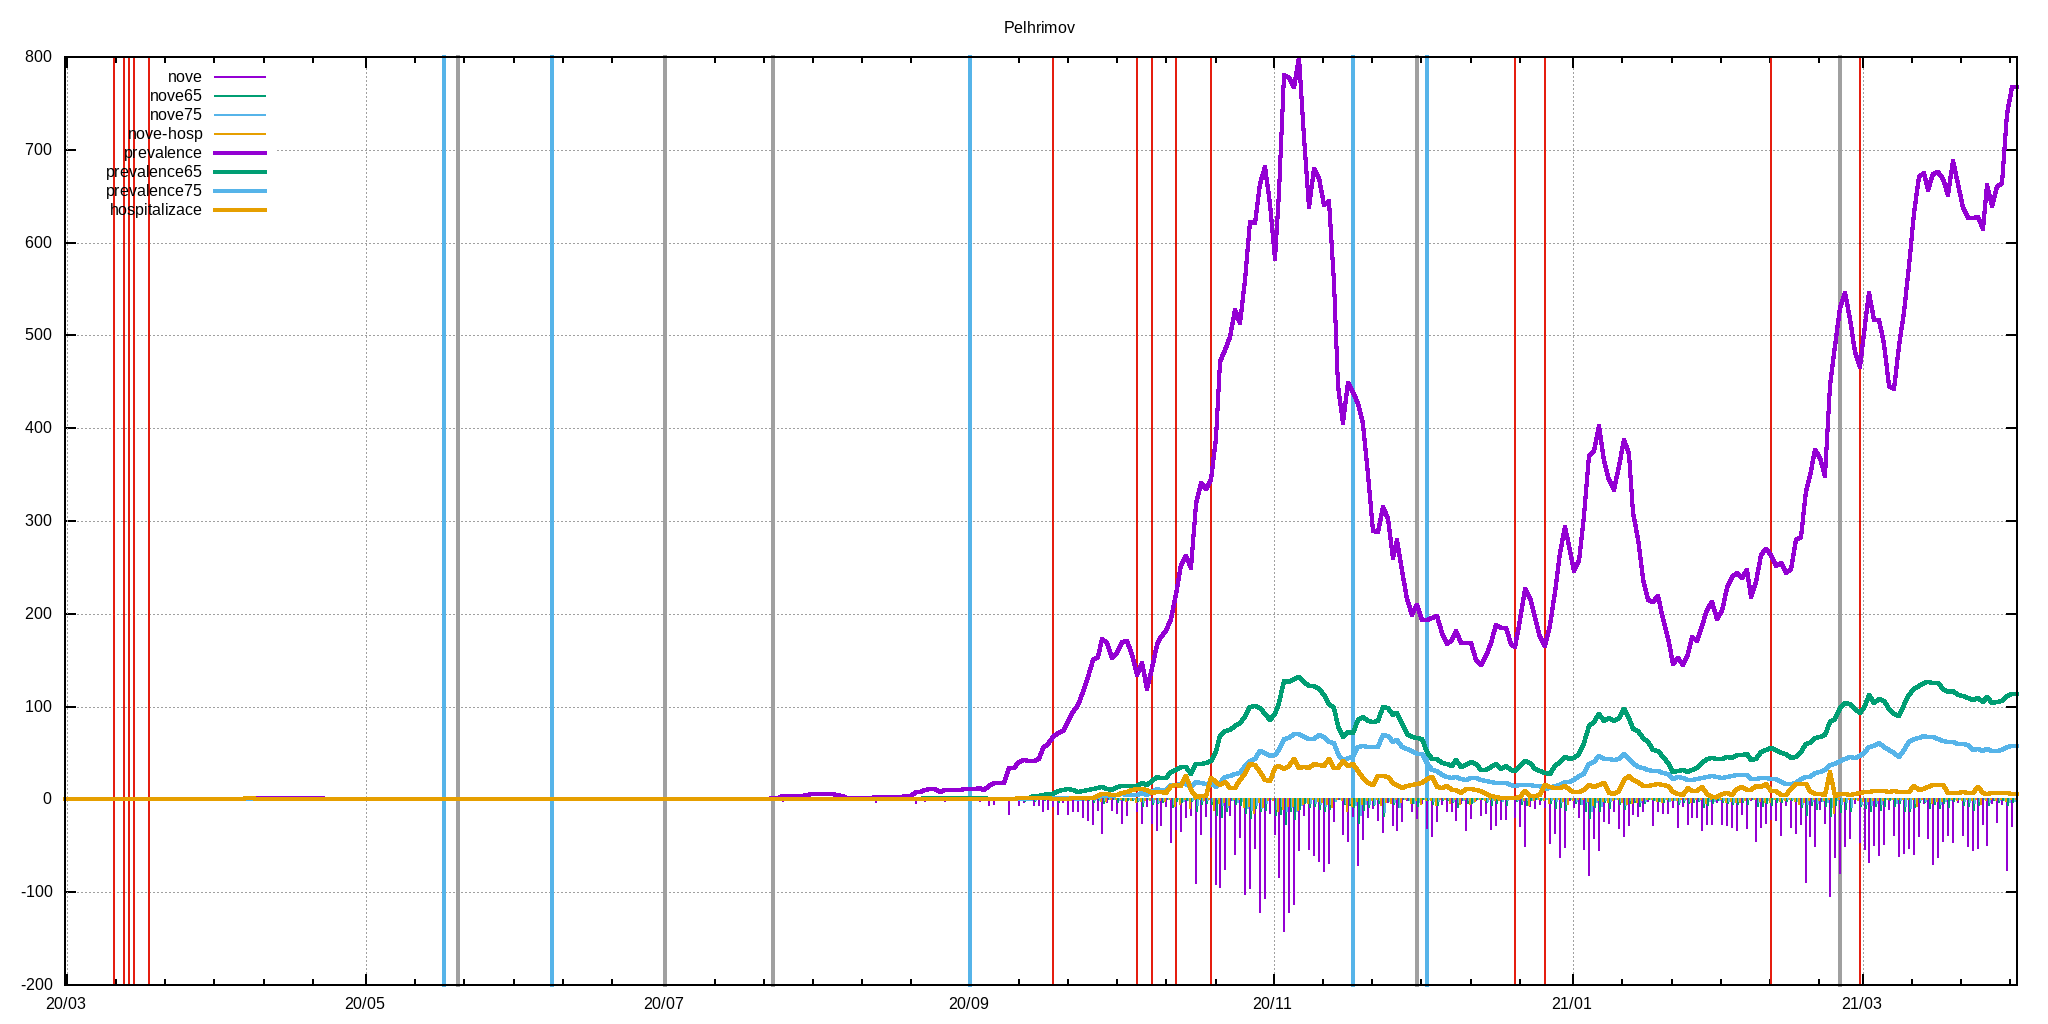 Pelhrimov
800
700
600
500
400
300
200
100
0
-100
-200
nove
nove65
nove75
nove-hosp
prevalence
prevalence65
prevalence75
hospitalizace
20/03
20/05
20/07
20/09
20/11
21/01
21/03